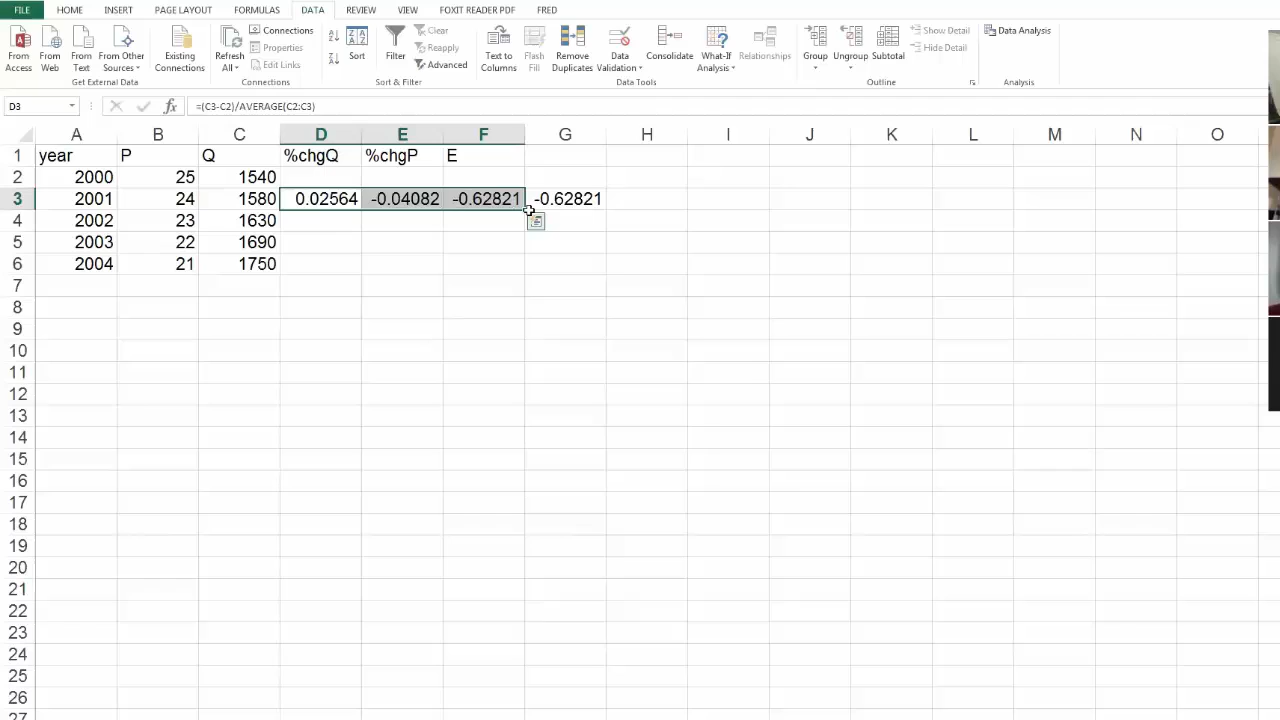 FILE HOME INSERT PAGE LAYOUT FORMULAS DATA REVIEW VIEW FOXIT READER PDF FRED
From Access
From Web
From Text
From Other Sources
Existing Connections
Get External Data
Refresh All
Connections
Properties
Edit Links
Connections
Sort
Filter
Clear
Reapply
Advanced
Sort & Filter
Text to Columns
Flash Fill
Remove Duplicates
Data Validation
Consolidate
What-If Analysis
Relationships
Data Tools
Group
Ungroup
Subtotal
Show Detail
Hide Detail
Outline
Data Analysis
Analysis
D3 fx =(C3-C2)/AVERAGE(C2:C3)
A B C D E F G H I J K L M N O
1 year P Q %chgQ %chgP E
2 2000 25 1540
3 2001 24 1580 0.02564 -0.04082 -0.62821 -0.62821
4 2002 23 1630
5 2003 22 1690
6 2004 21 1750
7
8
9
10
11
12
13
14
15
16
17
18
19
20
21
22
23
24
25
26
27